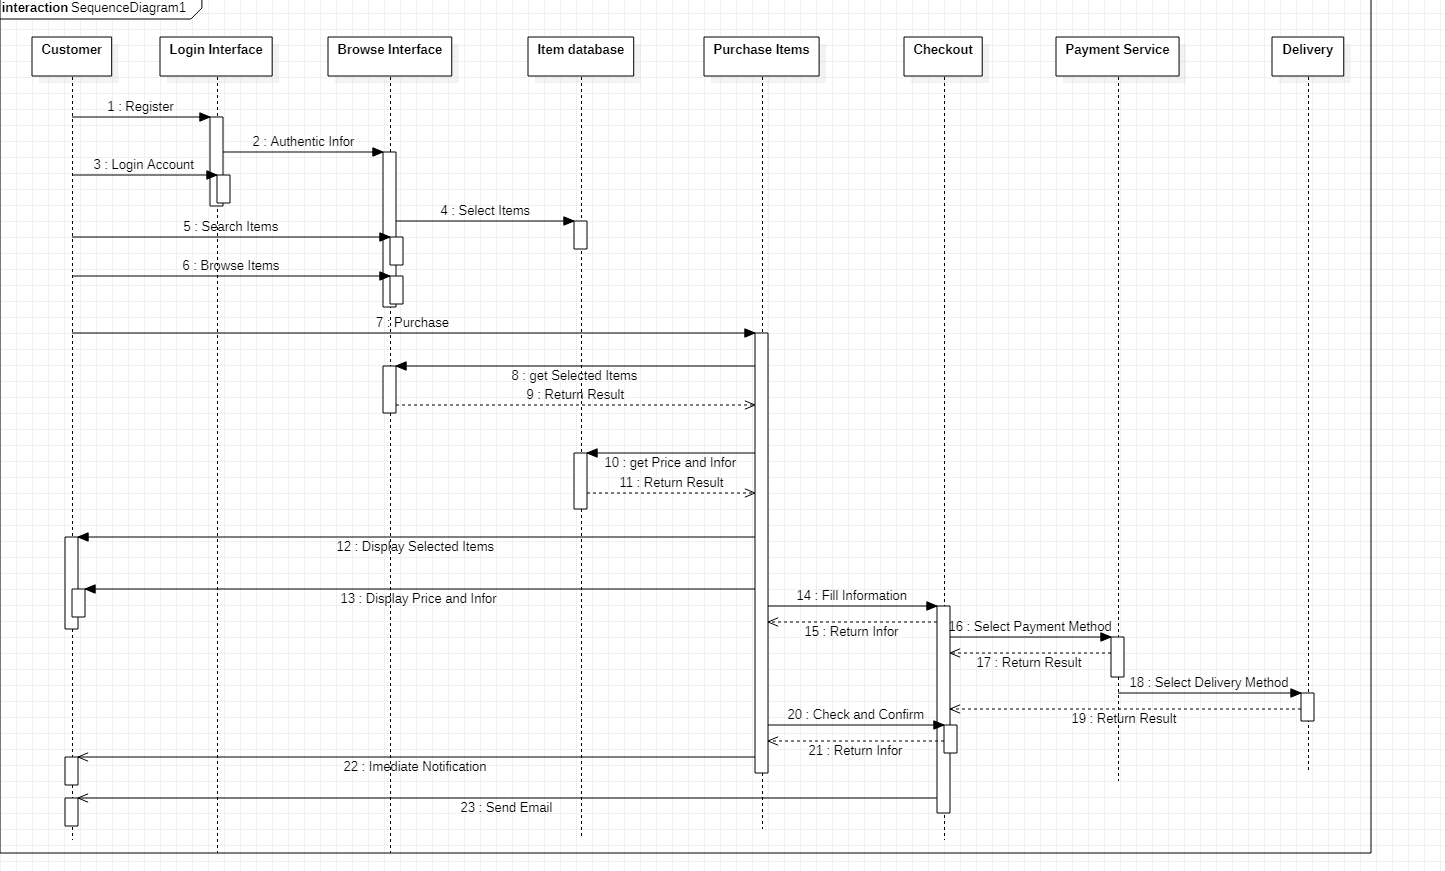 interaction SequenceDiagram1
Customer
Login Interface
Browse Interface
Item database
Purchase Items
Checkout
Payment Service
Delivery
1 : Register
2 : Authentic Infor
3 : Login Account
4 : Select Items
5 : Search Items
6 : Browse Items
7 : Purchase
8 : get Selected Items
9 : Return Result
10 : get Price and Infor
11 : Return Result
12 : Display Selected Items
13 : Display Price and Infor
14 : Fill Information
15 : Return Infor
16 : Select Payment Method
17 : Return Result
18 : Select Delivery Method
19 : Return Result
20 : Check and Confirm
21 : Return Infor
22 : Imediate Notification
23 : Send Email